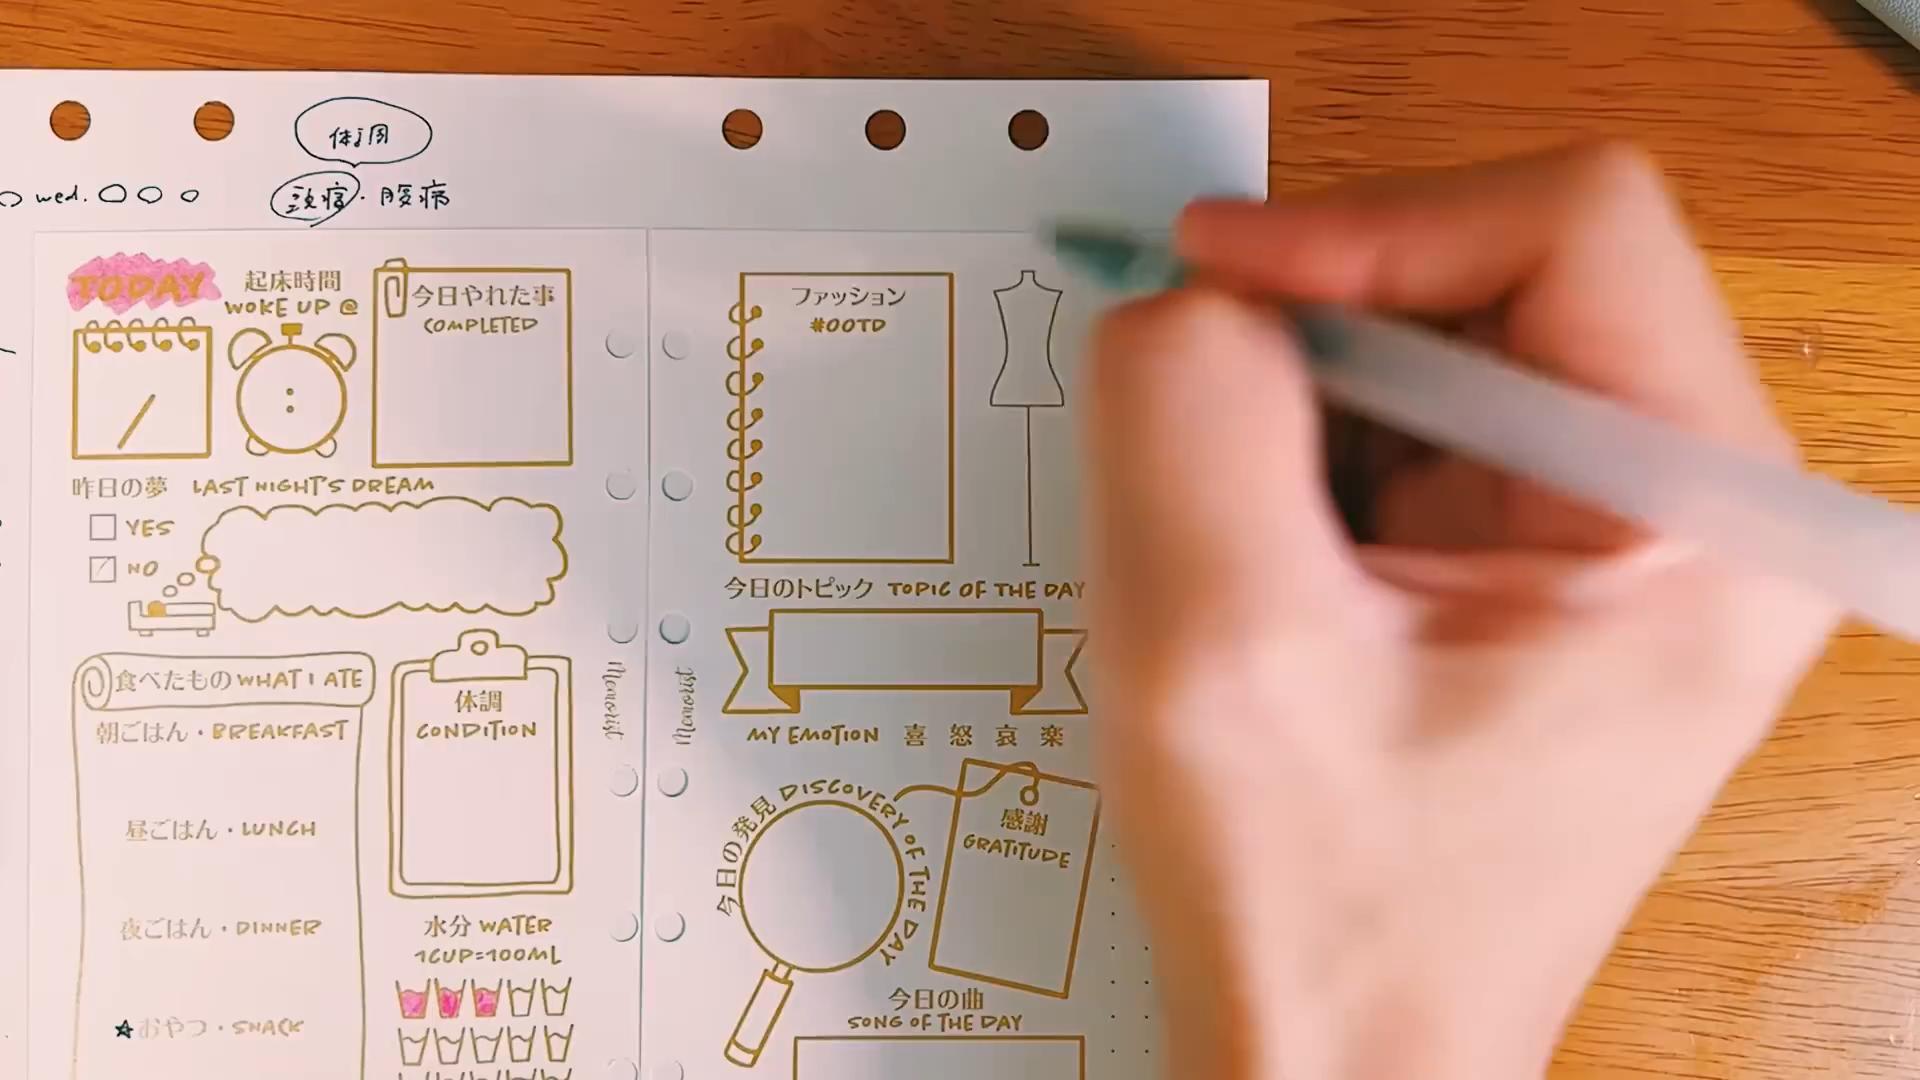 体調
wed.
頭痛・腹痛
TODAY
起床時間
WOKE UP @
:
今日やれた事
COMPLETED
昨日の夢 LAST NIGHT'S DREAM
YES
NO
食べたもの WHAT I ATE
朝ごはん・BREAKFAST
昼ごはん・LUNCH
夜ごはん・DINNER
★おやつ・SNACK
体調
CONDITION
水分 WATER
1CUP=100ML
Memorist
Memorist
ファッション
#OOTD
今日のトピック TOPIC OF THE DAY
MY EMOTION 喜 怒 哀 楽
今日の発見 DISCOVERY OF THE DAY
感謝
GRATITUDE
今日の曲
SONG OF THE DAY